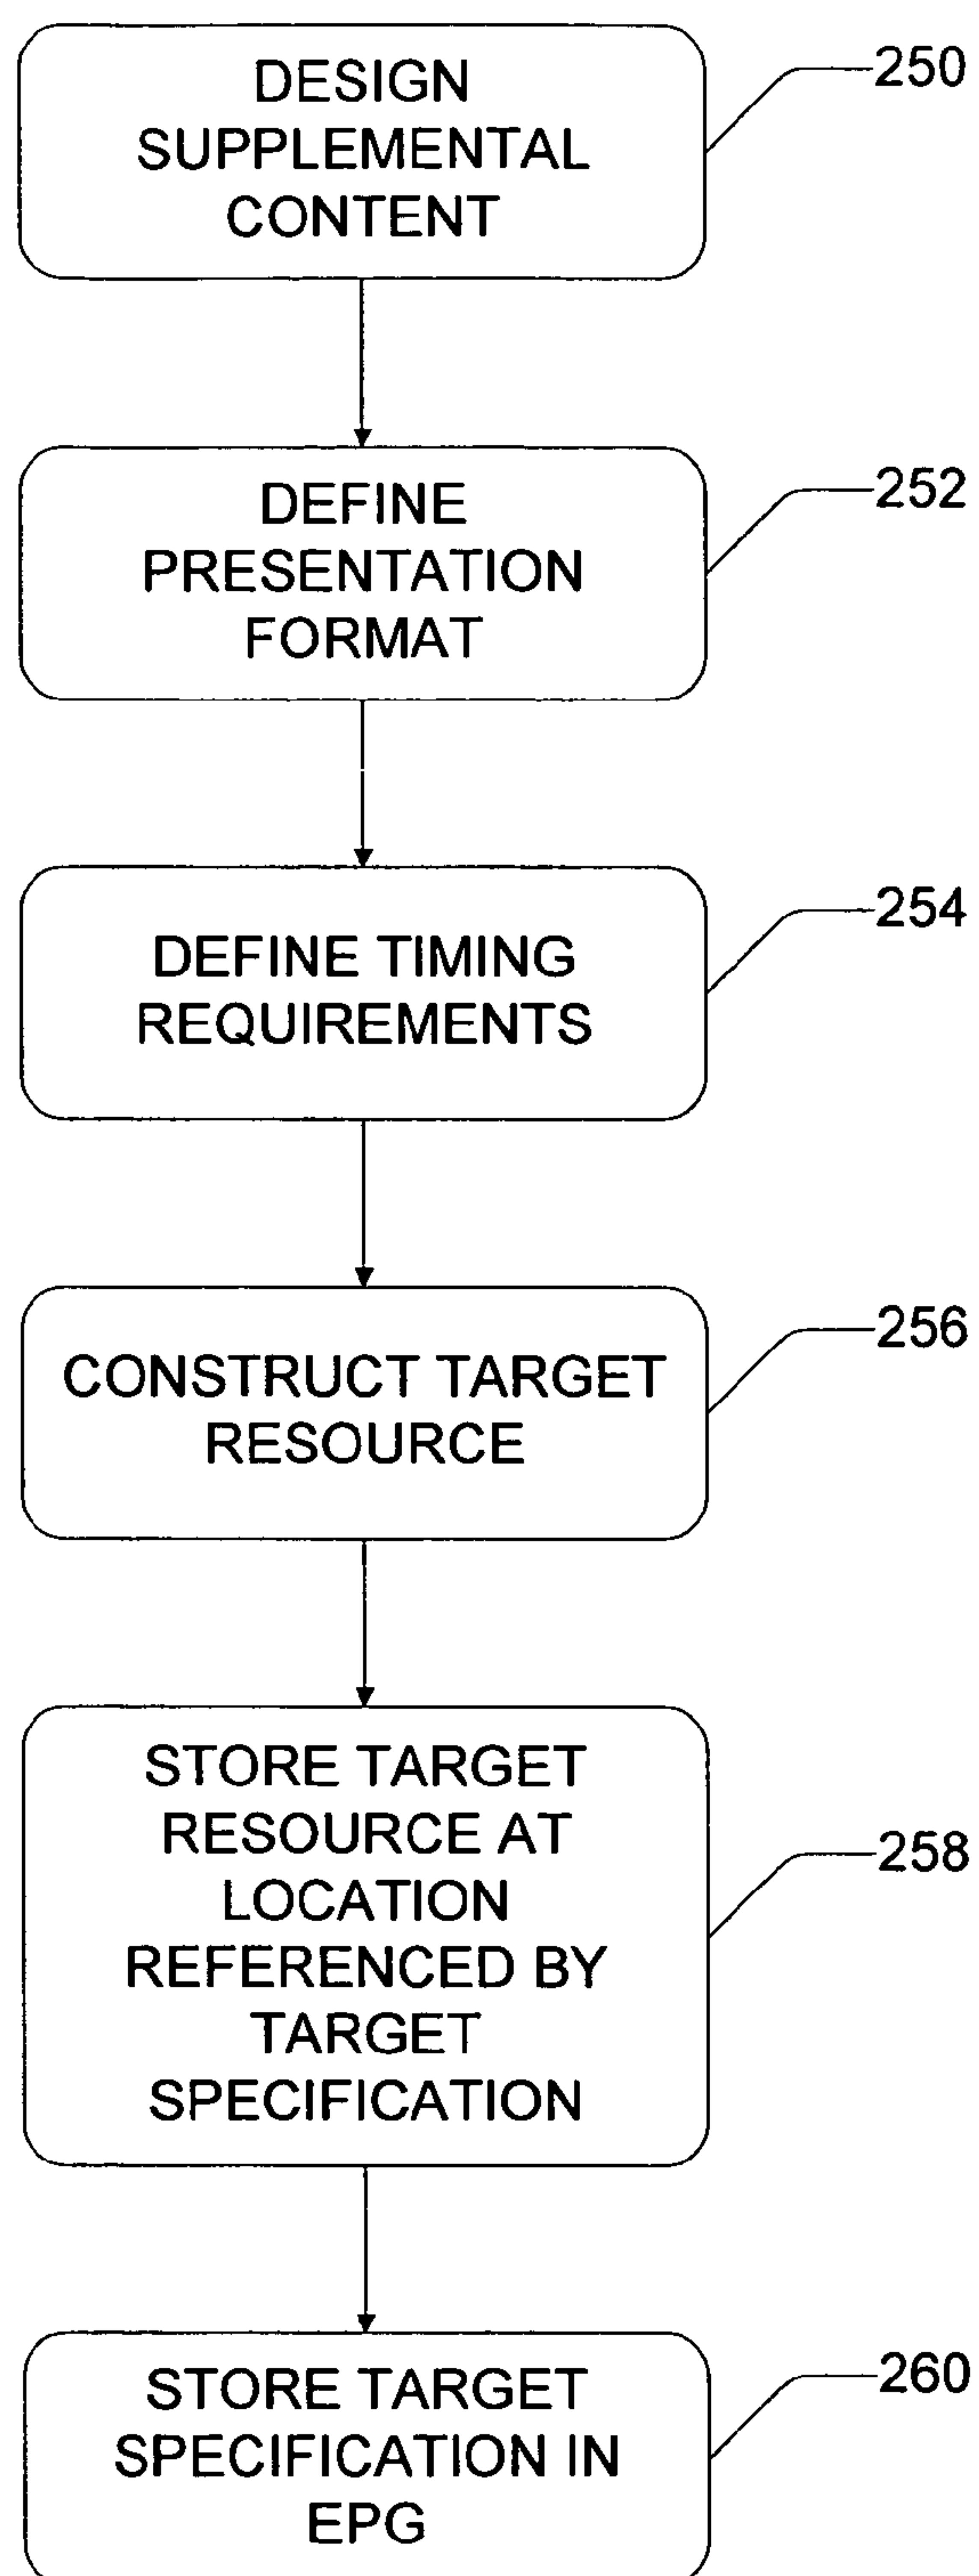 DESIGN
SUPPLEMENTAL
CONTENT
250
DEFINE
PRESENTATION
FORMAT
252
DEFINE TIMING
REQUIREMENTS
254
CONSTRUCT TARGET
RESOURCE
256
STORE TARGET
RESOURCE AT
LOCATION
REFERENCED BY
TARGET
SPECIFICATION
258
STORE TARGET
SPECIFICATION IN
EPG
260